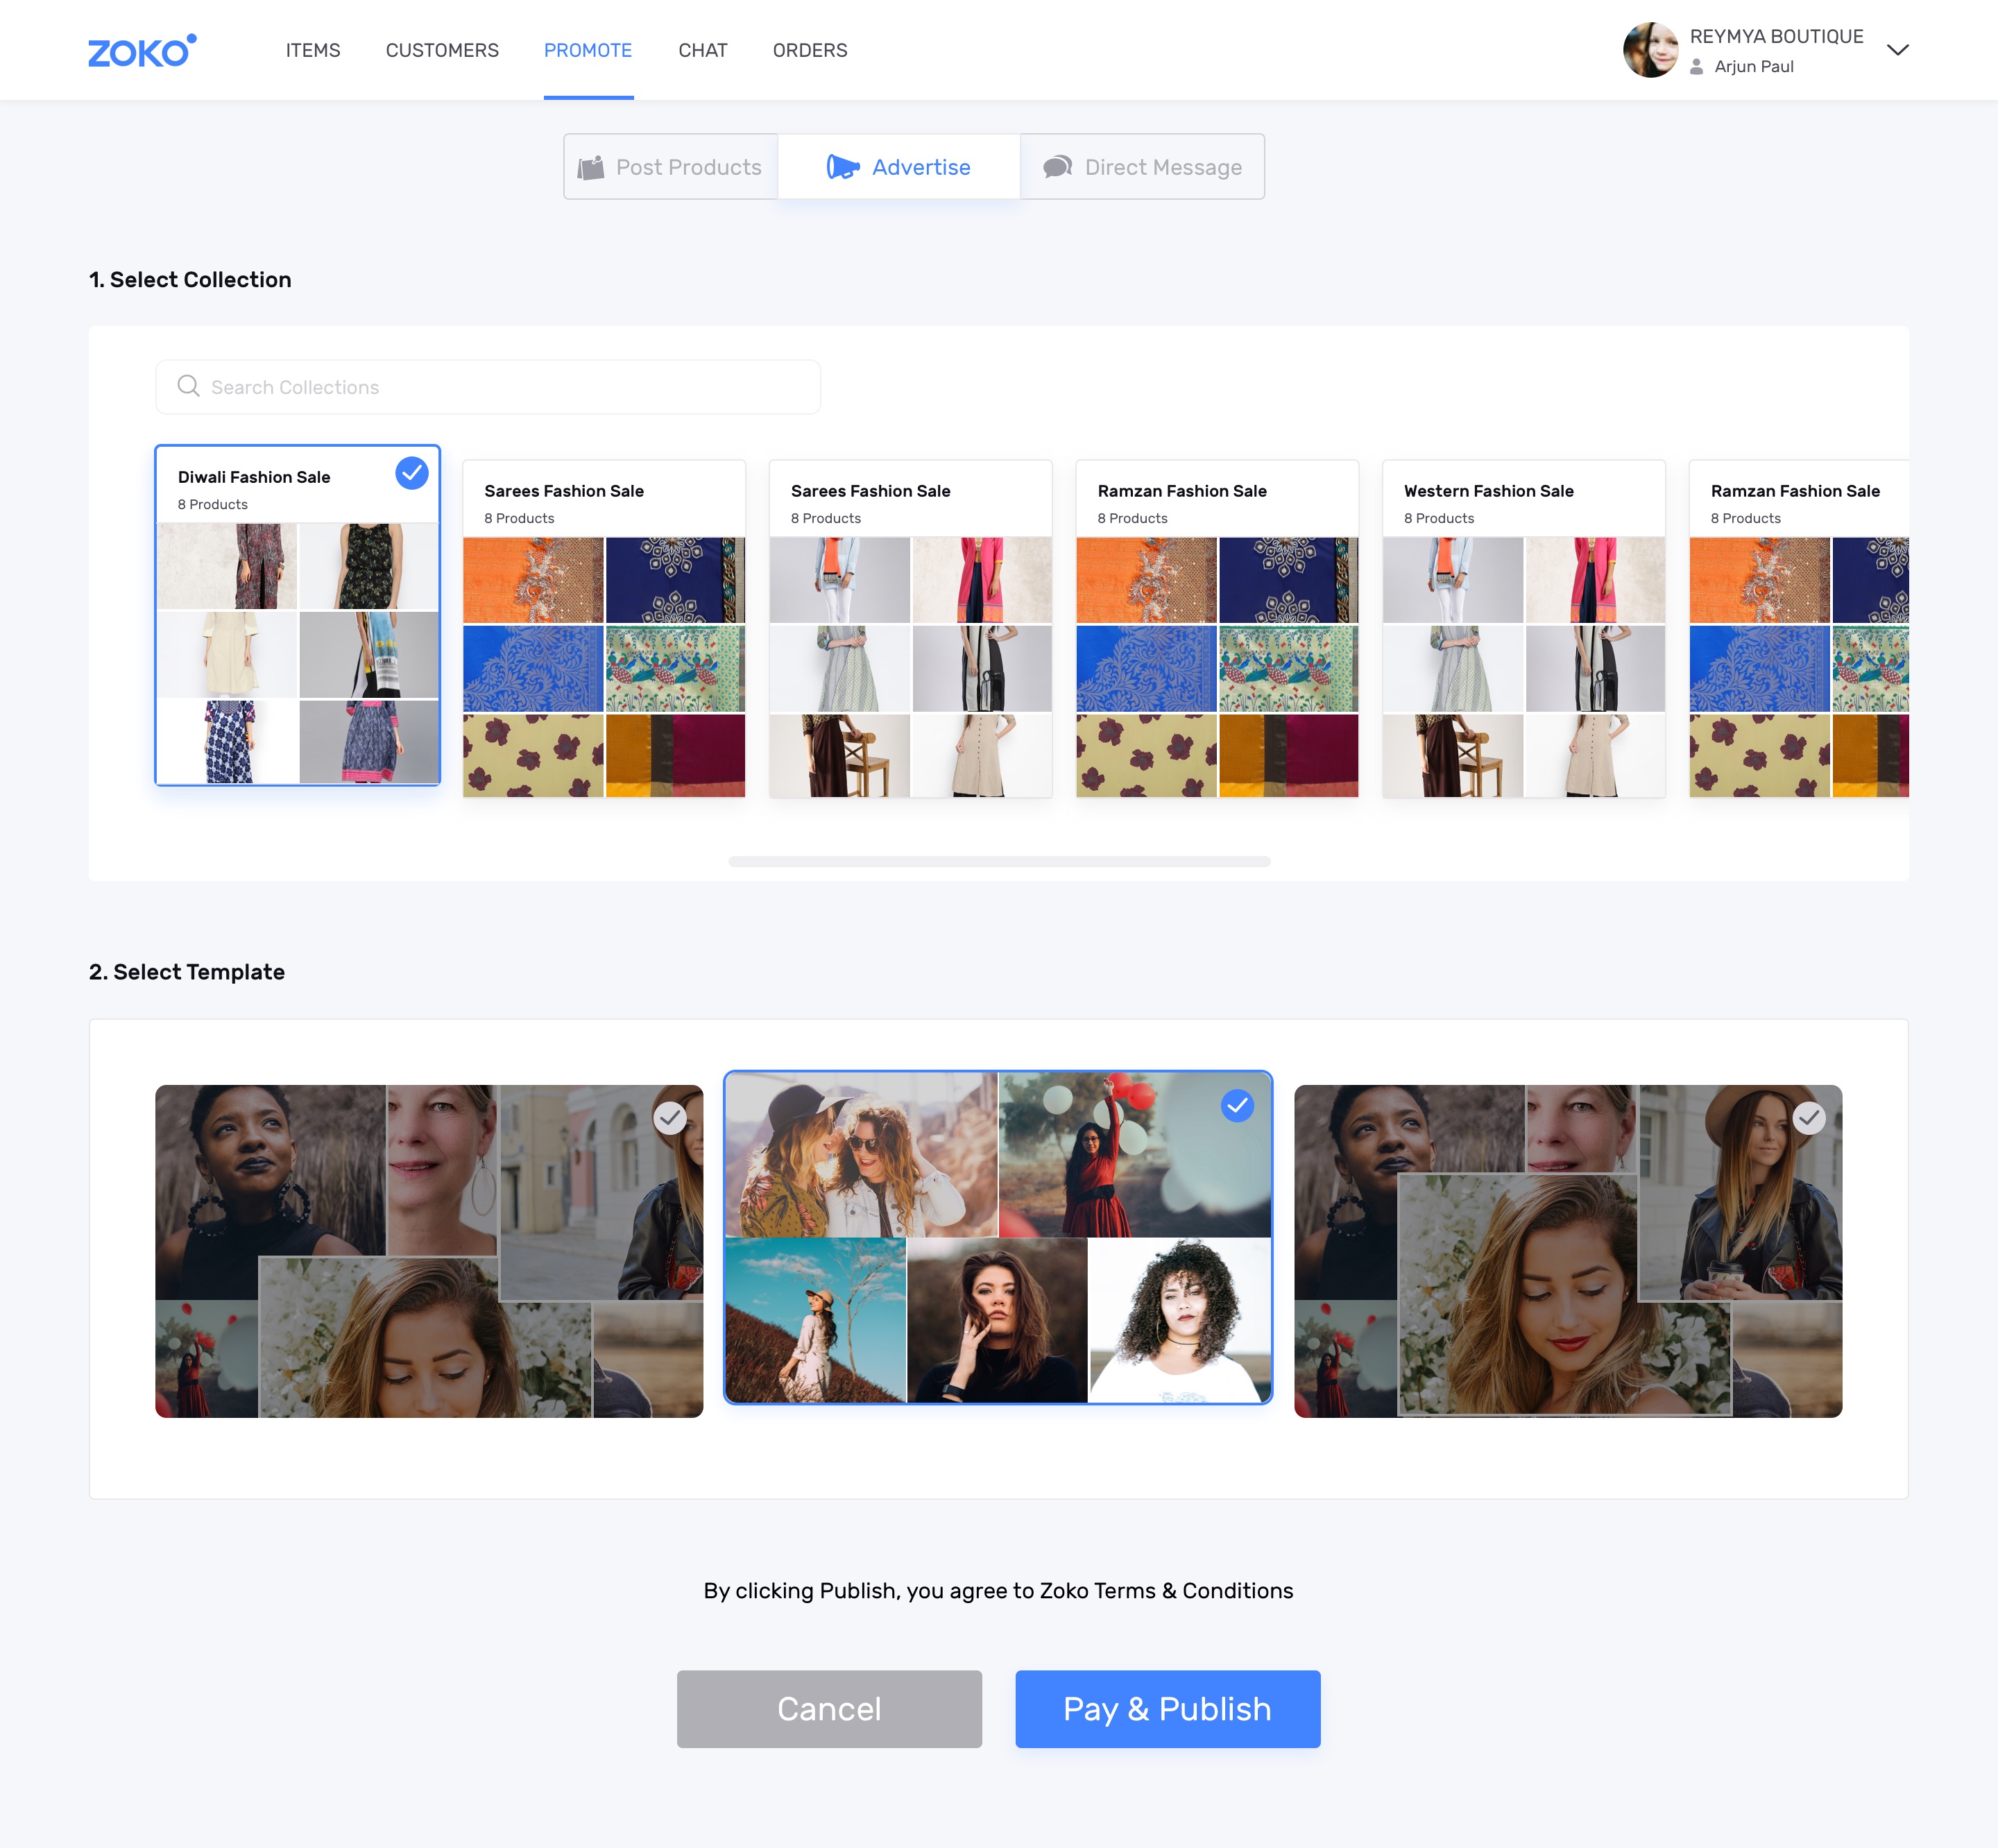 ZOKO
ITEMS
CUSTOMERS
PROMOTE
CHAT
ORDERS
REYMYA BOUTIQUE
Arjun Paul
Post Products
Advertise
Direct Message
1. Select Collection
Search Collections
Diwali Fashion Sale
8 Products
Sarees Fashion Sale
8 Products
Sarees Fashion Sale
8 Products
Ramzan Fashion Sale
8 Products
Western Fashion Sale
8 Products
Ramzan Fashion Sale
8 Products
2. Select Template
By clicking Publish, you agree to Zoko Terms & Conditions
Cancel
Pay & Publish